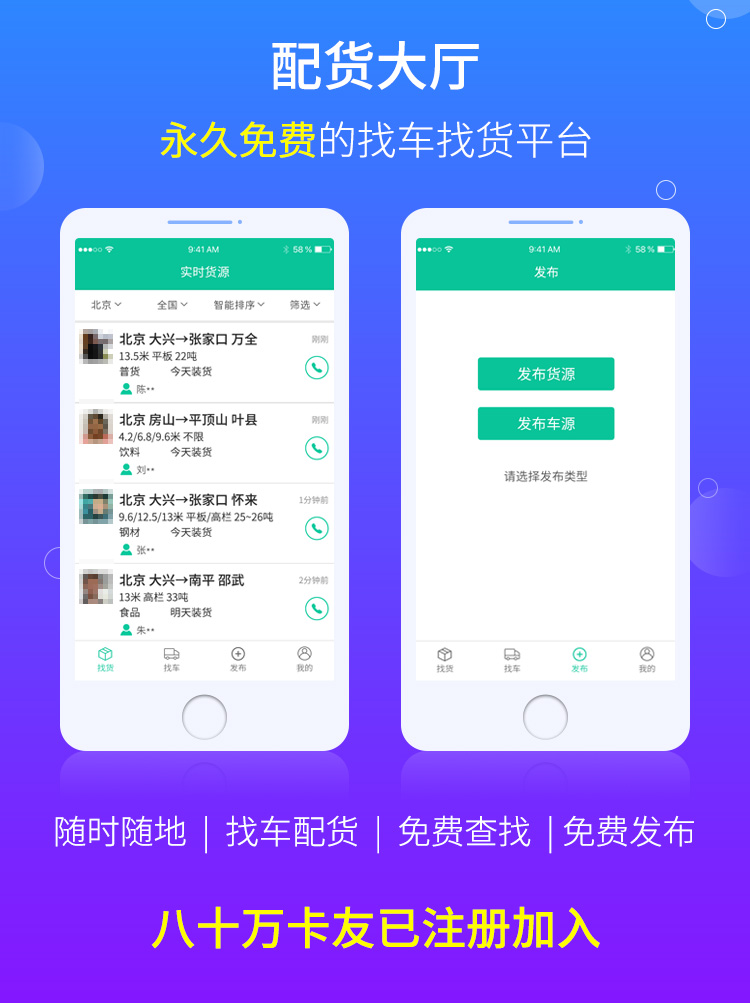 配货大厅
永久免费的找车找货平台
9:41 AM
58 %
实时货源
北京
全国
智能排序
筛选
北京 大兴→张家口 万全
刚刚
13.5米 平板 22吨
普货 今天装货
陈**
北京 房山→平顶山 叶县
刚刚
4.2/6.8/9.6米 不限
饮料 今天装货
刘**
北京 大兴→张家口 怀来
1分钟前
9.6/12.5/13米 平板/高栏 25~26吨
钢材 今天装货
张**
北京 大兴→南平 邵武
2分钟前
13米 高栏 33吨
食品 明天装货
朱**
找货
找车
发布
我的
9:41 AM
58 %
发布
发布货源
发布车源
请选择发布类型
找货
找车
发布
我的
随时随地 | 找车配货 | 免费查找 | 免费发布
八十万卡友已注册加入